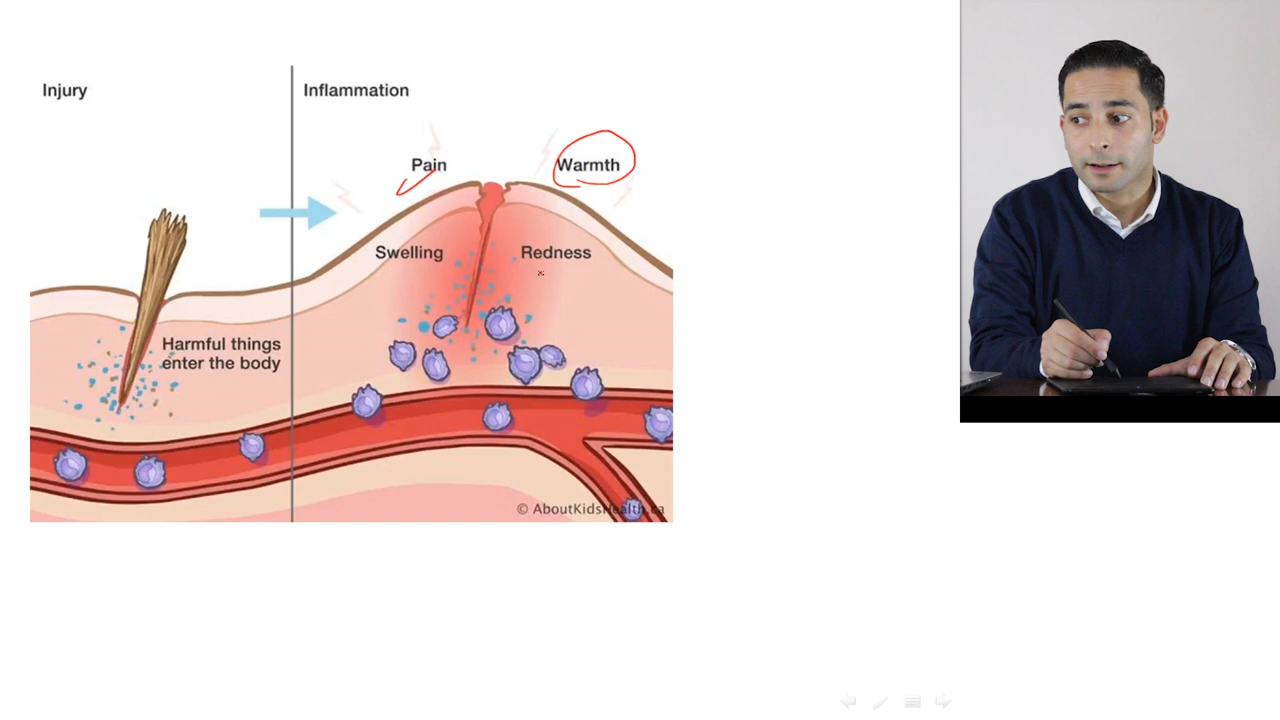 Injury
Inflammation
Pain
Warmth
Swelling
Redness
Harmful things
enter the body
© AboutKidsHealth.ca